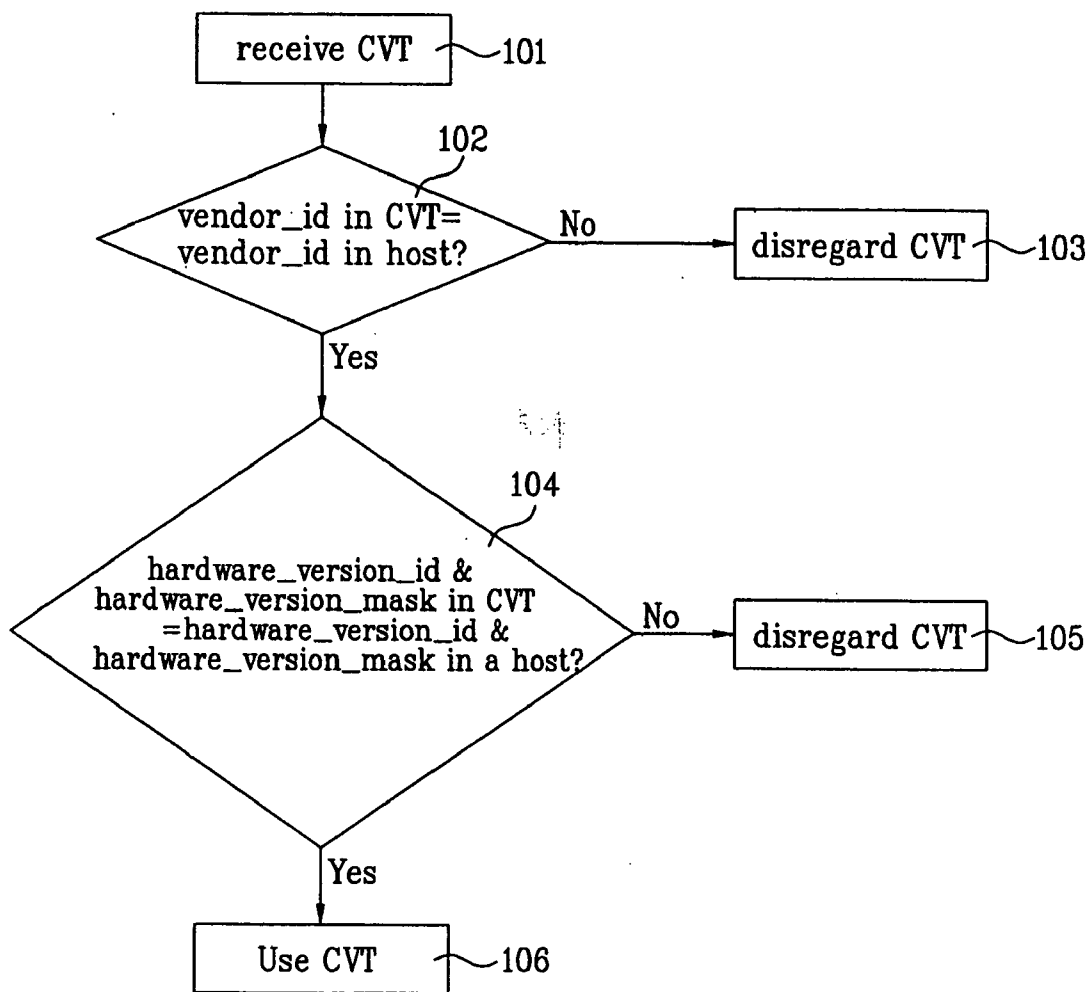 receive CVT
101
102
vendor_id in CVT=
vendor_id in host?
No
disregard CVT
103
Yes
104
hardware_version_id &
hardware_version_mask in CVT
=hardware_version_id &
hardware_version_mask in a host?
No
disregard CVT
105
Yes
Use CVT
106